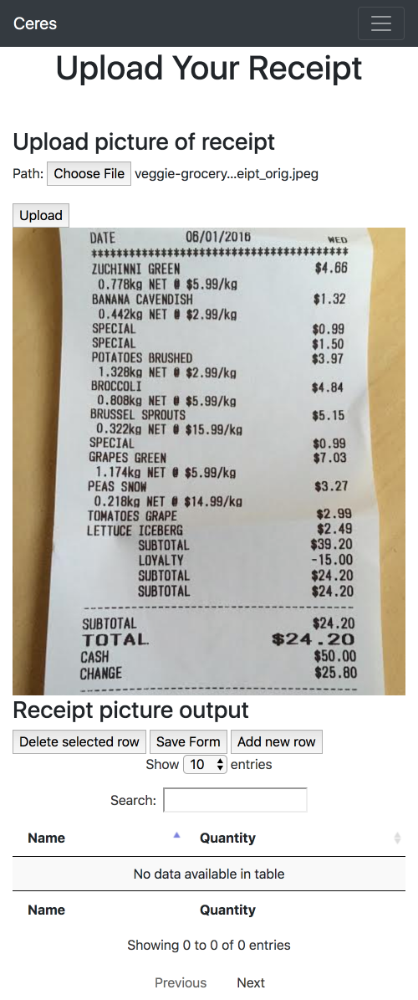 Ceres
Upload Your Receipt
Upload picture of receipt
Path: Choose File veggie-grocery...eipt_orig.jpeg
Upload
DATE 06/01/2016 WED
****************************************
ZUCHINNI GREEN $4.66
0.778kg NET @ $5.99/kg
BANANA CAVENDISH $1.32
0.442kg NET @ $2.99/kg
SPECIAL $0.99
SPECIAL $1.50
POTATOES BRUSHED $3.97
1.328kg NET @ $2.99/kg
BROCCOLI $4.84
0.808kg NET @ $5.99/kg
BRUSSEL SPROUTS $5.15
0.322kg NET @ $15.99/kg
SPECIAL $0.99
GRAPES GREEN $7.03
1.174kg NET @ $5.99/kg
PEAS SNOW $3.27
0.218kg NET @ $14.99/kg
TOMATOES GRAPE $2.99
LETTUCE ICEBERG $2.49
SUBTOTAL $39.20
LOYALTY -15.00
SUBTOTAL $24.20
SUBTOTAL $24.20
SUBTOTAL $24.20
TOTAL $24.20
CASH $50.00
CHANGE $25.80
Receipt picture output
Delete selected row Save Form Add new row
Show 10 entries
Search:
Name Quantity
No data available in table
Name Quantity
Showing 0 to 0 of 0 entries
Previous Next